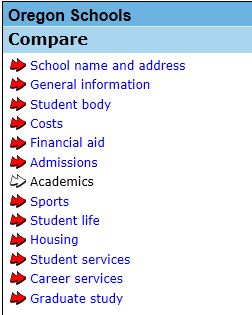 Oregon Schools
Compare
School name and address
General information
Student body
Costs
Financial aid
Admissions
Academics
Sports
Student life
Housing
Student services
Career services
Graduate study